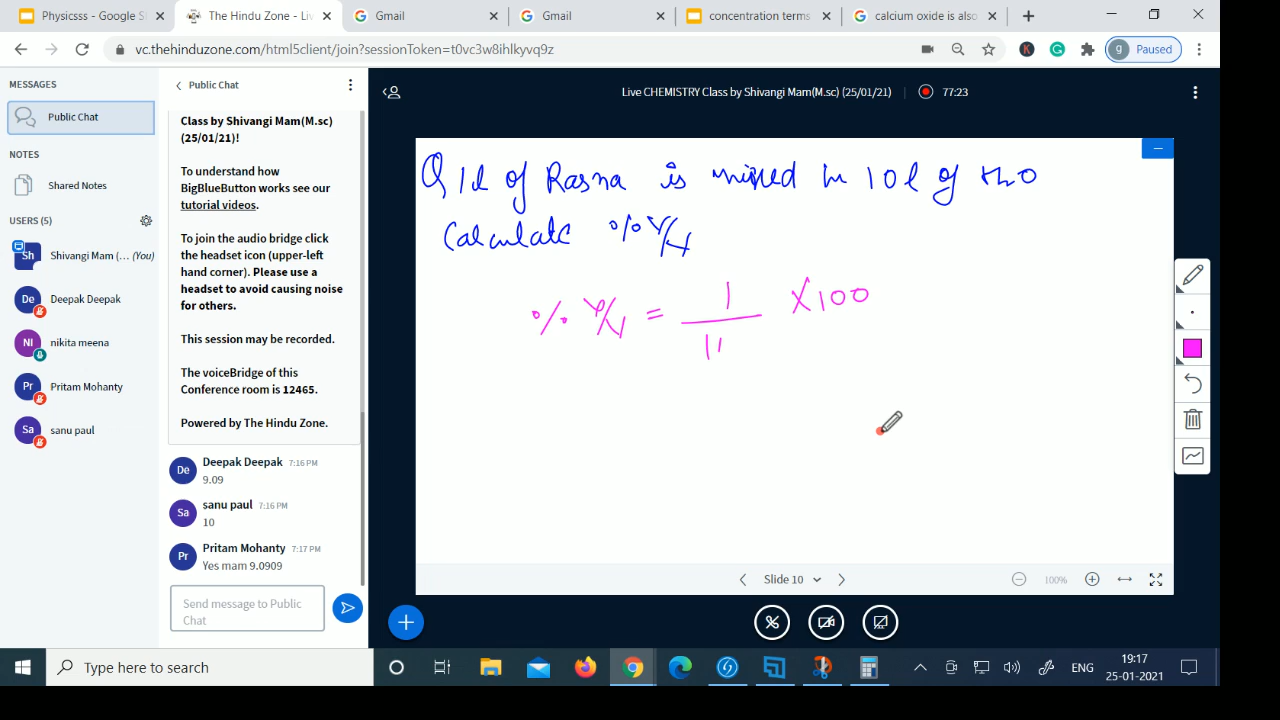 Physicsss - Google S
The Hindu Zone - Liv
Gmail
Gmail
concentration terms
calcium oxide is also
vc.thehinduzone.com/html5client/join?sessionToken=t0vc3w8ihlkyvq9z
K
G
g
Paused
MESSAGES
Public Chat
NOTES
Shared Notes
USERS (5)
Sh Shivangi Mam (... (You)
De Deepak Deepak
NI nikita meena
Pr Pritam Mohanty
Sa sanu paul
Public Chat
Class by Shivangi Mam(M.sc)
(25/01/21)!
To understand how
BigBlueButton works see our
tutorial videos.
To join the audio bridge click
the headset icon (upper-left
hand corner). Please use a
headset to avoid causing noise
for others.
This session may be recorded.
The voiceBridge of this
Conference room is 12465.
Powered by The Hindu Zone.
De Deepak Deepak 7:16 PM
9.09
Sa sanu paul 7:16 PM
10
Pr Pritam Mohanty 7:17 PM
Yes mam 9.0909
Send message to Public
Chat
Live CHEMISTRY Class by Shivangi Mam(M.sc) (25/01/21)
77:23
Q 1l of Rasna is mixed in 10l of H2O
Calculate % V/V
% V/V = 1 X100
11
Slide 10
100%
Type here to search
ENG
19:17
25-01-2021